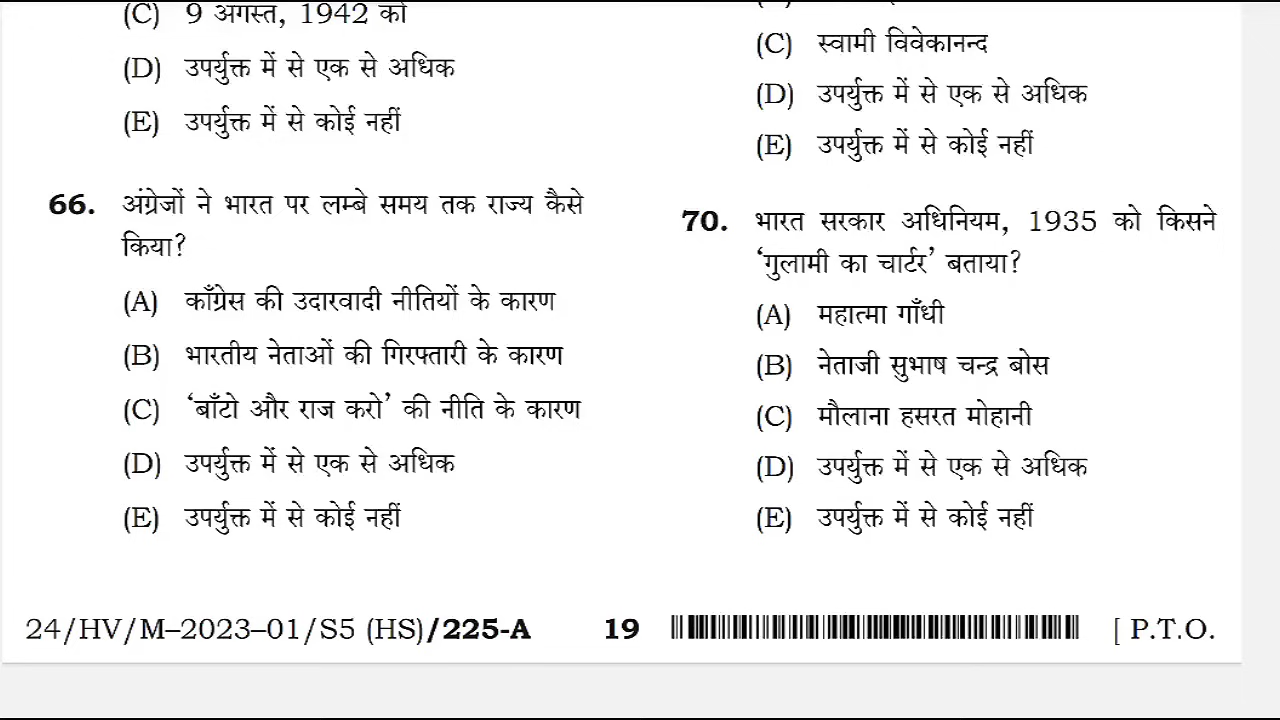 (C) 9 अगस्त, 1942 को
(D) उपर्युक्त में से एक से अधिक
(E) उपर्युक्त में से कोई नहीं
66. अंग्रेजों ने भारत पर लम्बे समय तक राज्य कैसे
किया?
(A) काँग्रेस की उदारवादी नीतियों के कारण
(B) भारतीय नेताओं की गिरफ्तारी के कारण
(C) ‘बाँटो और राज करो’ की नीति के कारण
(D) उपर्युक्त में से एक से अधिक
(E) उपर्युक्त में से कोई नहीं
(C) स्वामी विवेकानन्द
(D) उपर्युक्त में से एक से अधिक
(E) उपर्युक्त में से कोई नहीं
70. भारत सरकार अधिनियम, 1935 को किसने
‘गुलामी का चार्टर’ बताया?
(A) महात्मा गाँधी
(B) नेताजी सुभाष चन्द्र बोस
(C) मौलाना हसरत मोहानी
(D) उपर्युक्त में से एक से अधिक
(E) उपर्युक्त में से कोई नहीं
24/HV/M–2023–01/S5 (HS)/225-A 19 [ P.T.O.